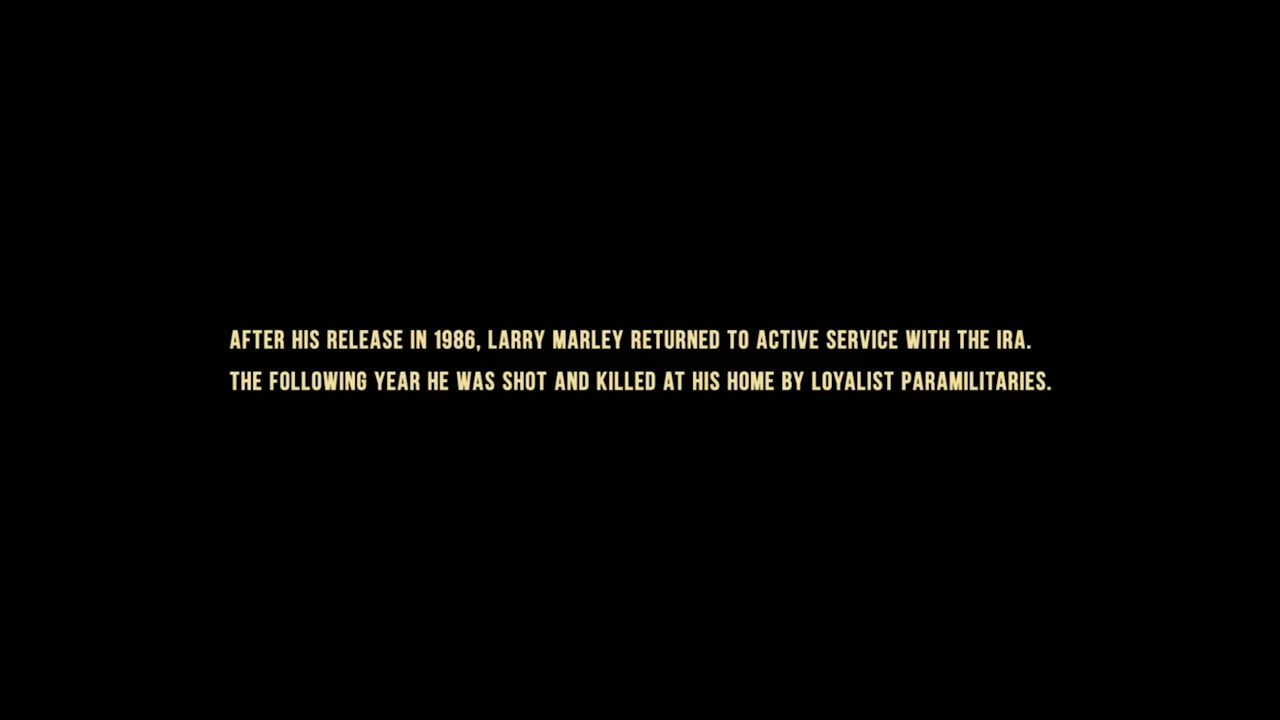 AFTER HIS RELEASE IN 1986, LARRY MARLEY RETURNED TO ACTIVE SERVICE WITH THE IRA.
THE FOLLOWING YEAR HE WAS SHOT AND KILLED AT HIS HOME BY LOYALIST PARAMILITARIES.